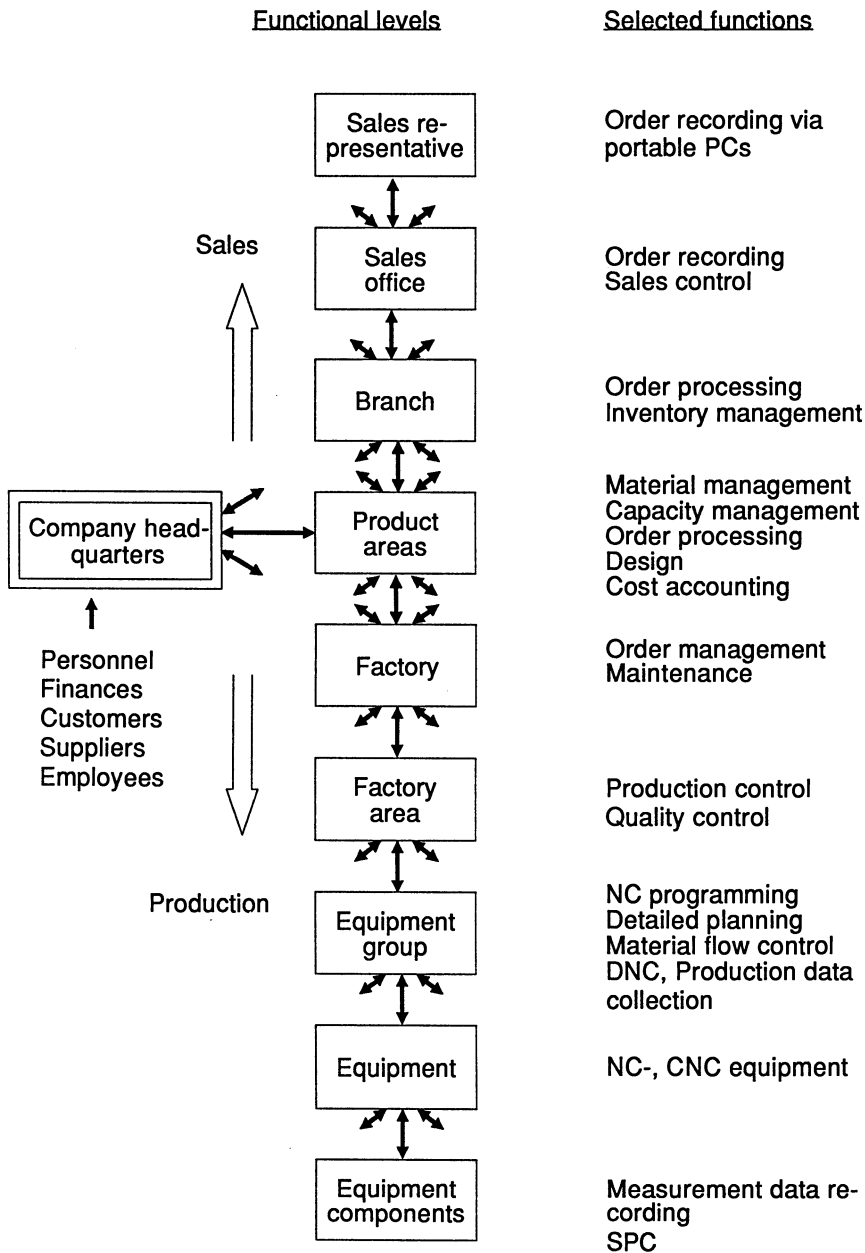 Functional levels
Selected functions
Sales re-
presentative
Order recording via
portable PCs
Sales
Sales
office
Order recording
Sales control
Branch
Order processing
Inventory management
Company head-
quarters
Product
areas
Material management
Capacity management
Order processing
Design
Cost accounting
Personnel
Finances
Customers
Suppliers
Employees
Factory
Order management
Maintenance
Factory
area
Production control
Quality control
Production
Equipment
group
NC programming
Detailed planning
Material flow control
DNC, Production data
collection
Equipment
NC-, CNC equipment
Equipment
components
Measurement data re-
cording
SPC